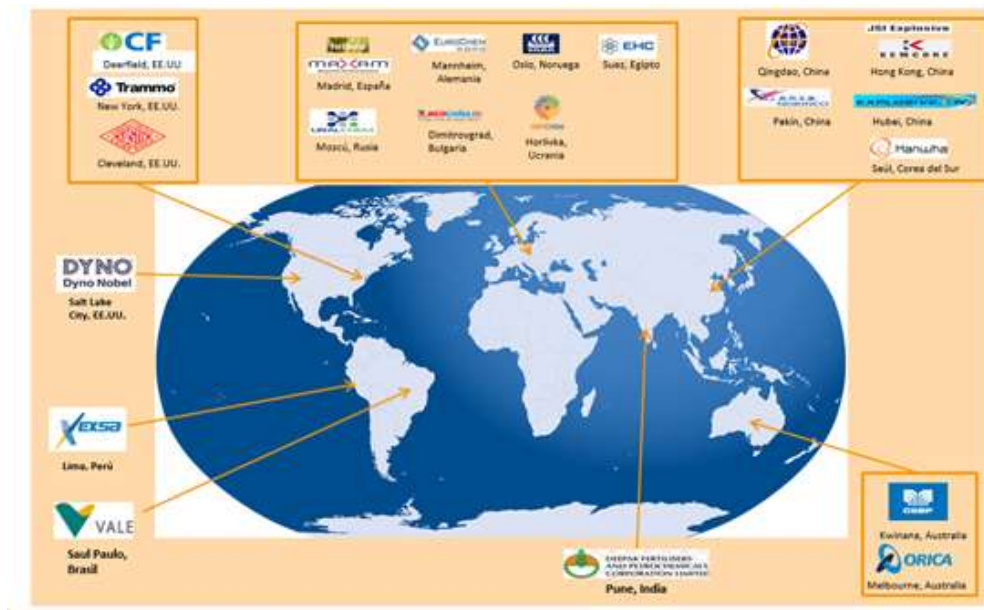 CF
Deerfield, EE.UU
Trammo
New York, EE.UU.
Cleveland, EE.UU.
MAXAM
Madrid, España
EUROCHEM
Mannheim,
Alemania
Oslo, Noruega
EHC
Suez, Egipto
URALCHEM
Moscú, Rusia
Dimitrovgrad,
Bulgaria
Horlivka,
Ucrania
Qingdao, China
JSI Explosive
KEMCORE
Hong Kong, China
Pekín, China
Hubei, China
Hanwha
Seúl, Corea del Sur
DYNO
Dyno Nobel
Salt Lake
City, EE.UU.
EXSA
Lima, Perú
VALE
Saul Paulo,
Brasil
DEEPAK FERTILISERS
AND PETROCHEMICALS
CORPORATION LIMITED
Pune, India
CSBP
Kwinana, Australia
ORICA
Melbourne, Australia